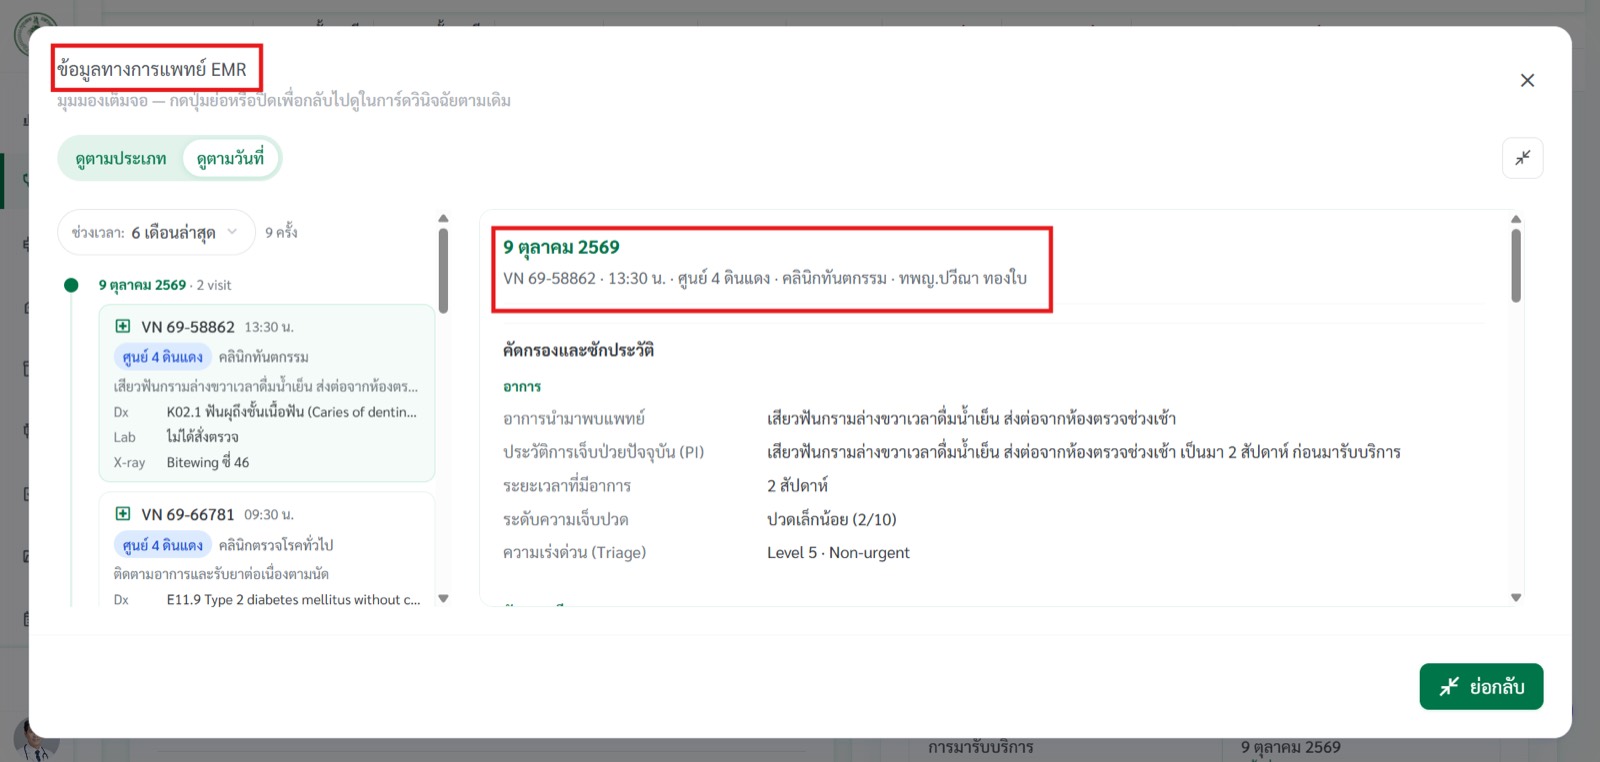 ข้อมูลทางการแพทย์ EMR
มุมมองเต็มจอ — กดปุ่มย่อหรือปิดเพื่อกลับไปดูในการ์ดวินิจฉัยตามเดิม
ดูตามประเภท ดูตามวันที่
ช่วงเวลา: 6 เดือนล่าสุด 9 ครั้ง
9 ตุลาคม 2569 · 2 visit
VN 69-58862 13:30 น.
ศูนย์ 4 ดินแดง คลินิกทันตกรรม
เสียวฟันกรามล่างขวาเวลาดื่มน้ำเย็น ส่งต่อจากห้องตร...
Dx K02.1 ฟันผุถึงชั้นเนื้อฟัน (Caries of dentin...
Lab ไม่ได้สั่งตรวจ
X-ray Bitewing ซี่ 46
VN 69-66781 09:30 น.
ศูนย์ 4 ดินแดง คลินิกตรวจโรคทั่วไป
ติดตามอาการและรับยาต่อเนื่องตามนัด
Dx E11.9 Type 2 diabetes mellitus without c...
9 ตุลาคม 2569
VN 69-58862 · 13:30 น. · ศูนย์ 4 ดินแดง · คลินิกทันตกรรม · ทพญ.ปวีณา ทองใบ
คัดกรองและซักประวัติ
อาการ
อาการนำมาพบแพทย์ เสียวฟันกรามล่างขวาเวลาดื่มน้ำเย็น ส่งต่อจากห้องตรวจช่วงเช้า
ประวัติการเจ็บป่วยปัจจุบัน (PI) เสียวฟันกรามล่างขวาเวลาดื่มน้ำเย็น ส่งต่อจากห้องตรวจช่วงเช้า เป็นมา 2 สัปดาห์ ก่อนมารับบริการ
ระยะเวลาที่มีอาการ 2 สัปดาห์
ระดับความเจ็บปวด ปวดเล็กน้อย (2/10)
ความเร่งด่วน (Triage) Level 5 · Non-urgent
ย่อกลับ
การมารับบริการ 9 ตุลาคม 2569